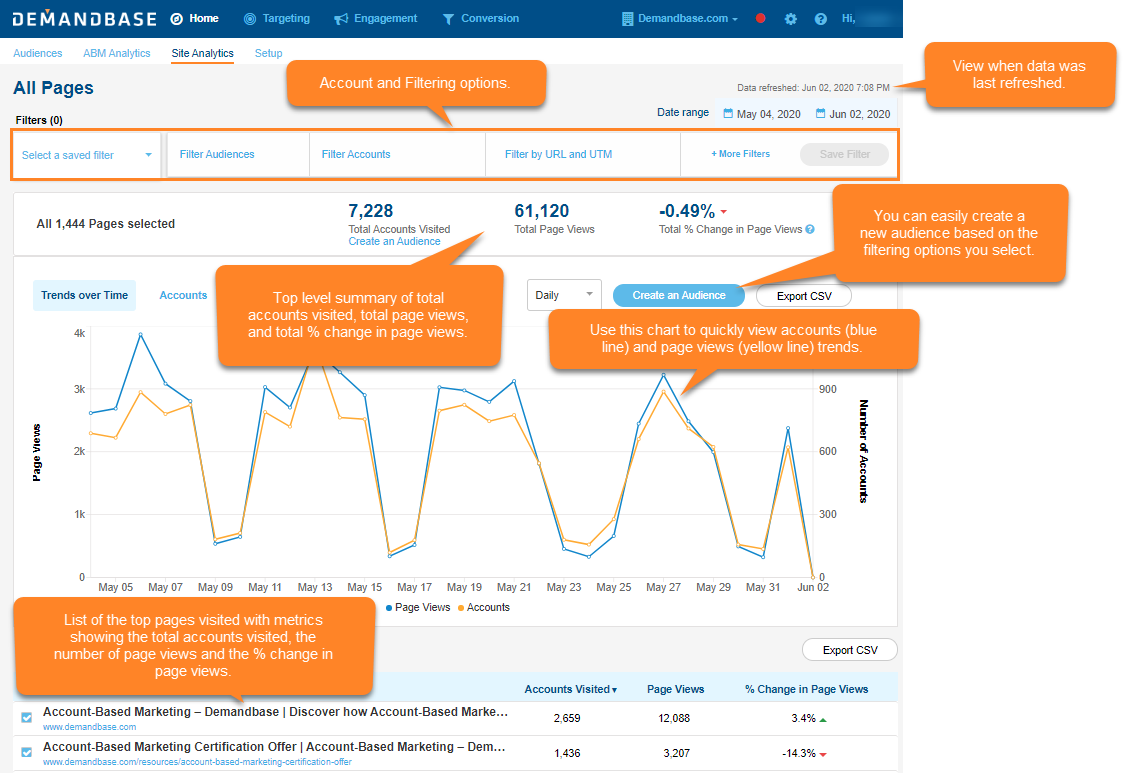 DEMANDBASE Home Targeting Engagement Conversion Demandbase.com Hi,
Audiences ABM Analytics Site Analytics Setup
All Pages
Account and Filtering options.
View when data was
last refreshed.
Data refreshed: Jun 02, 2020 7:08 PM
Filters (0)
Date range May 04, 2020 Jun 02, 2020
Select a saved filter Filter Audiences Filter Accounts Filter by URL and UTM + More Filters Save Filter
All 1,444 Pages selected
7,228
Total Accounts Visited
Create an Audience
61,120
Total Page Views
-0.49%
Total % Change in Page Views
You can easily create a
new audience based on the
filtering options you select.
Trends over Time Accounts
Top level summary of total
accounts visited, total page views,
and total % change in page views.
Daily Create an Audience Export CSV
Use this chart to quickly view accounts (blue
line) and page views (yellow line) trends.
4k
3k
2k
1k
0
Page Views
900
600
300
0
Number of Accounts
May 05 May 07 May 09 May 11 May 13 May 15 May 17 May 19 May 21 May 23 May 25 May 27 May 29 May 31 Jun 02
Page Views Accounts
List of the top pages visited with metrics
showing the total accounts visited, the
number of page views and the % change in
page views.
Export CSV
Accounts Visited Page Views % Change in Page Views
Account-Based Marketing – Demandbase | Discover how Account-Based Marke... 2,659 12,088 3.4%
www.demandbase.com
Account-Based Marketing Certification Offer | Account-Based Marketing – Dem... 1,436 3,207 -14.3%
www.demandbase.com/resources/account-based-marketing-certification-offer